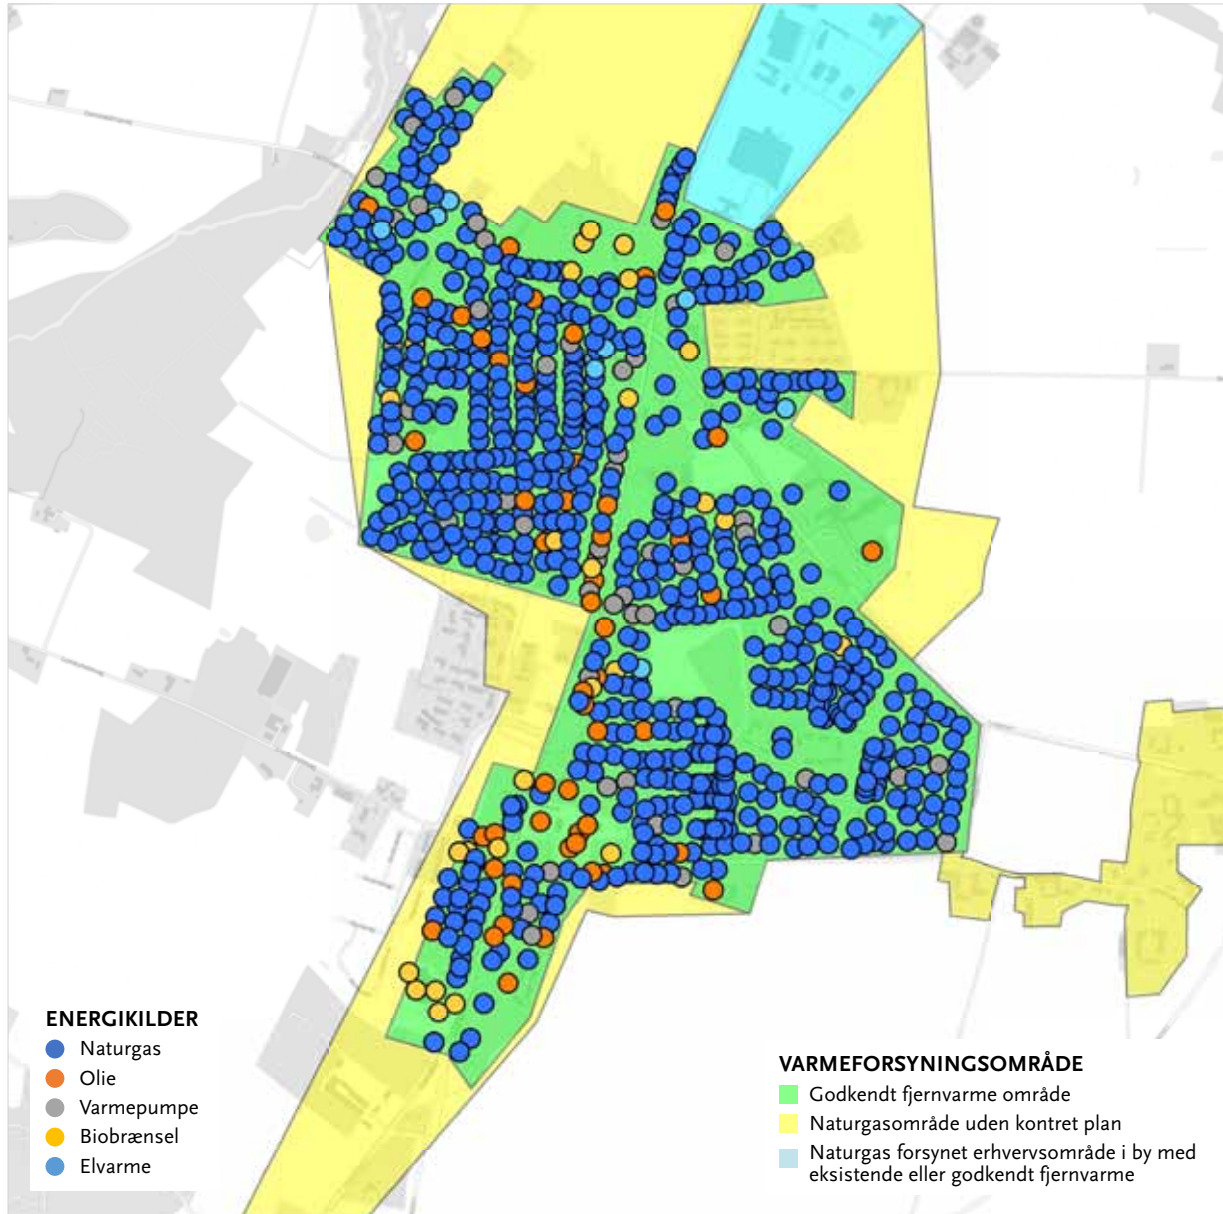 ENERGIKILDER
Naturgas
Olie
Varmepumpe
Biobrænsel
Elvarme
VARMEFORSYNINGSOMRÅDE
Godkendt fjernvarme område
Naturgasområde uden kontret plan
Naturgas forsynet erhvervsområde i by med
eksistende eller godkendt fjernvarme